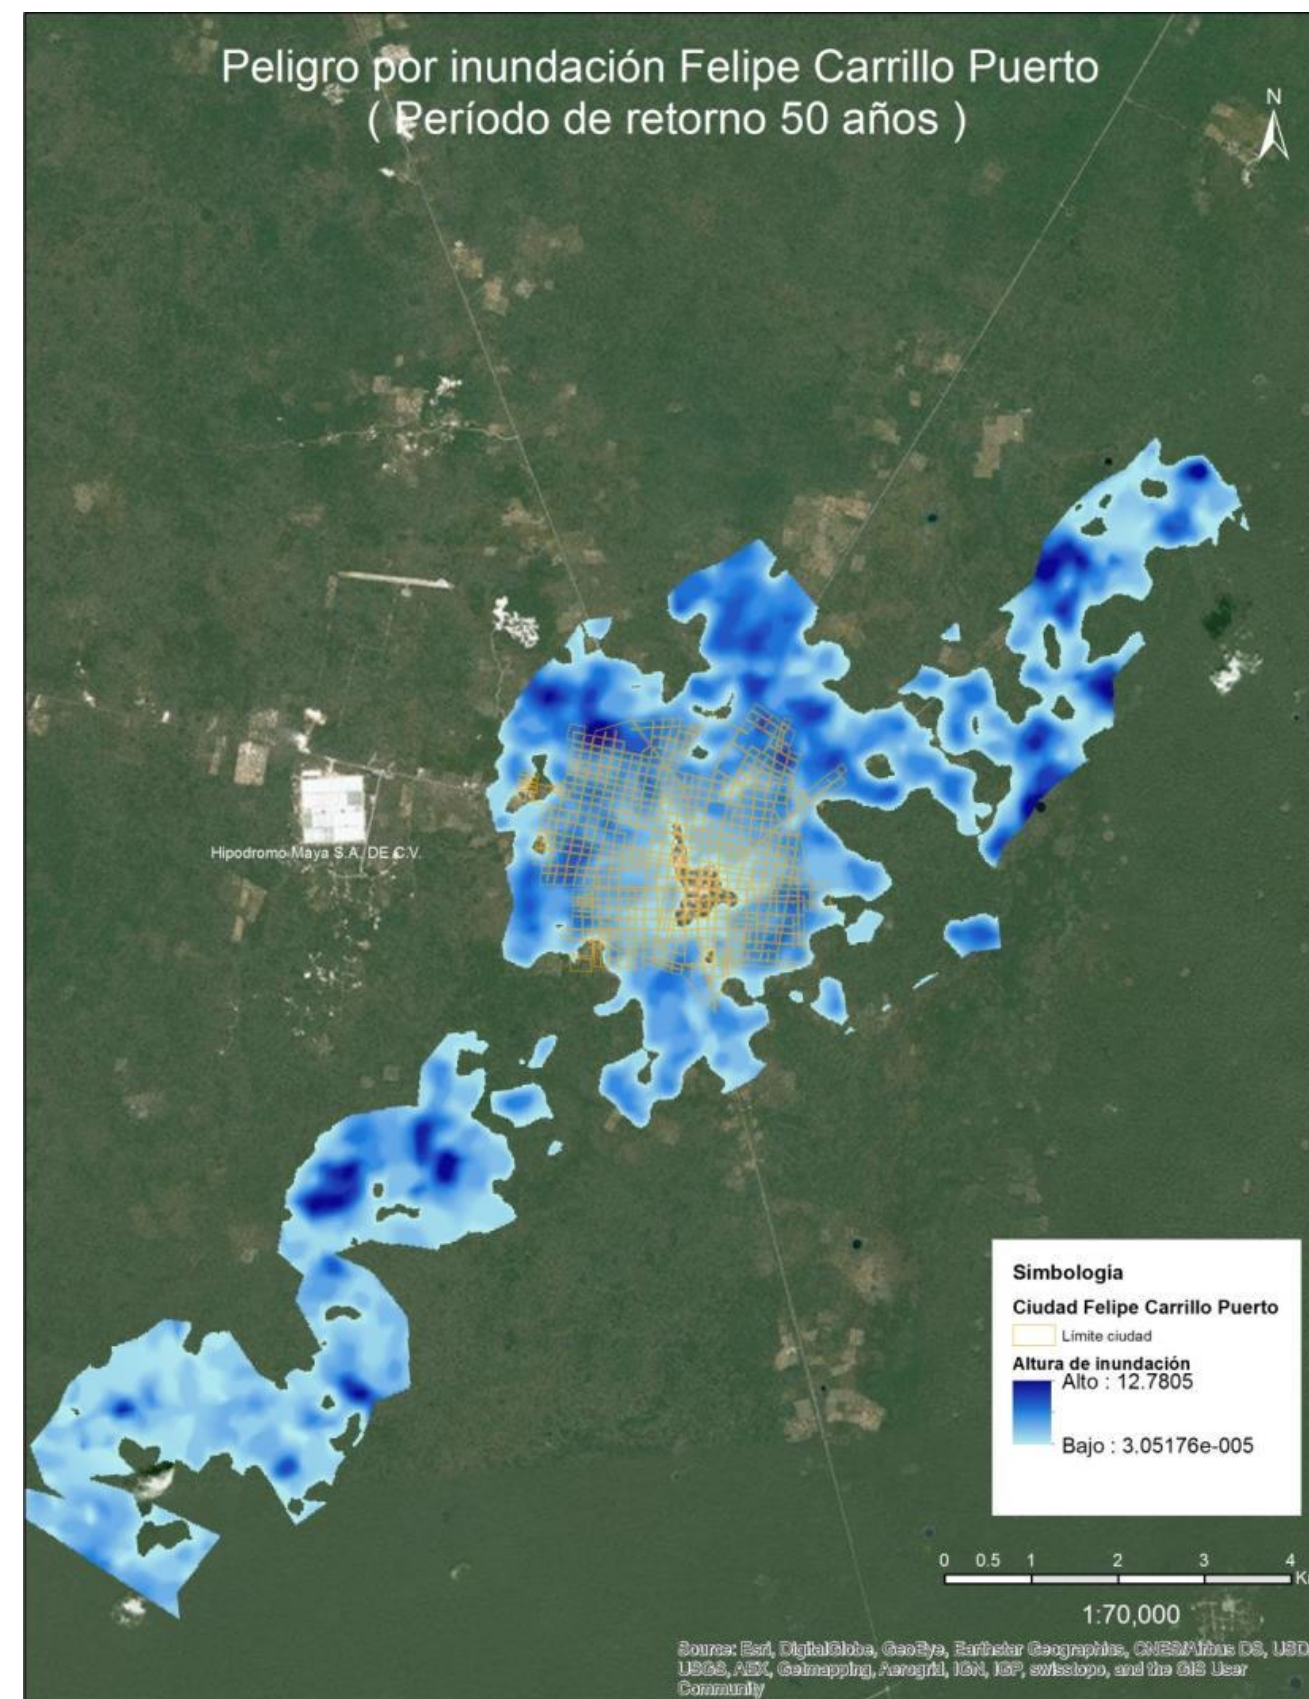 Peligro por inundación Felipe Carrillo Puerto
( Período de retorno 50 años )
N
Hipodromo Maya S.A. DE C.V.
Simbología
Ciudad Felipe Carrillo Puerto
Límite ciudad
Altura de inundación
Alto : 12.7805
Bajo : 3.05176e-005
0 0.5 1 2 3 4
1:70,000
Source: Esri, DigitalGlobe, GeoEye, Earthstar Geographics, CNES/Airbus DS, USD
USGS, AEX, Getmapping, Aerogrid, IGN, IGP, swisstopo, and the GIS User
Community